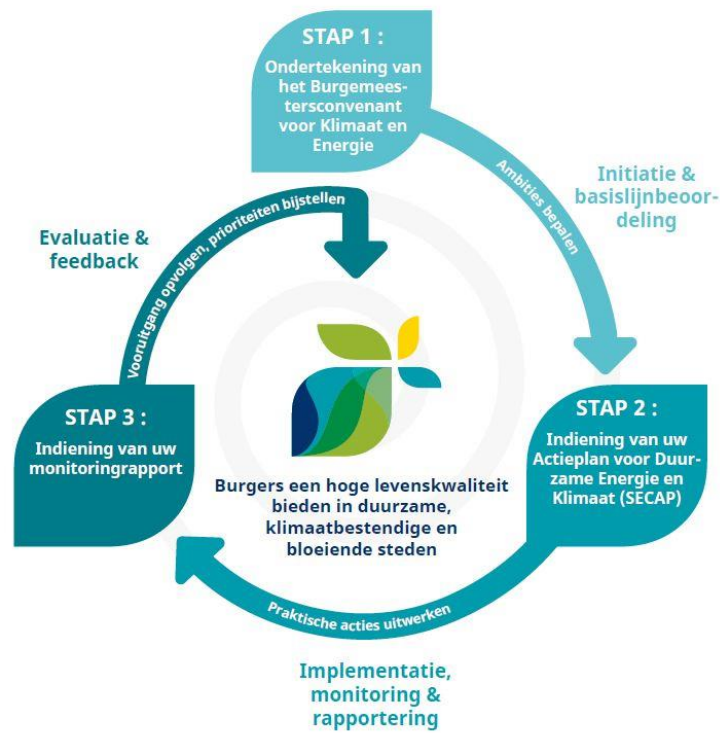 STAP 1 :
Ondertekening van
het Burgemees-
tersconvenant
voor Klimaat en
Energie
Ambities bepalen
Initiatie &
basislijnbeoor-
deling
STAP 2 :
Indiening van uw
Actieplan voor Duur-
zame Energie en
Klimaat (SECAP)
Praktische acties uitwerken
Implementatie,
monitoring &
rapportering
STAP 3 :
Indiening van uw
monitoringrapport
Vooruitgang opvolgen, prioriteiten bijstellen
Evaluatie &
feedback
Burgers een hoge levenskwaliteit
bieden in duurzame,
klimaatbestendige en
bloeiende steden